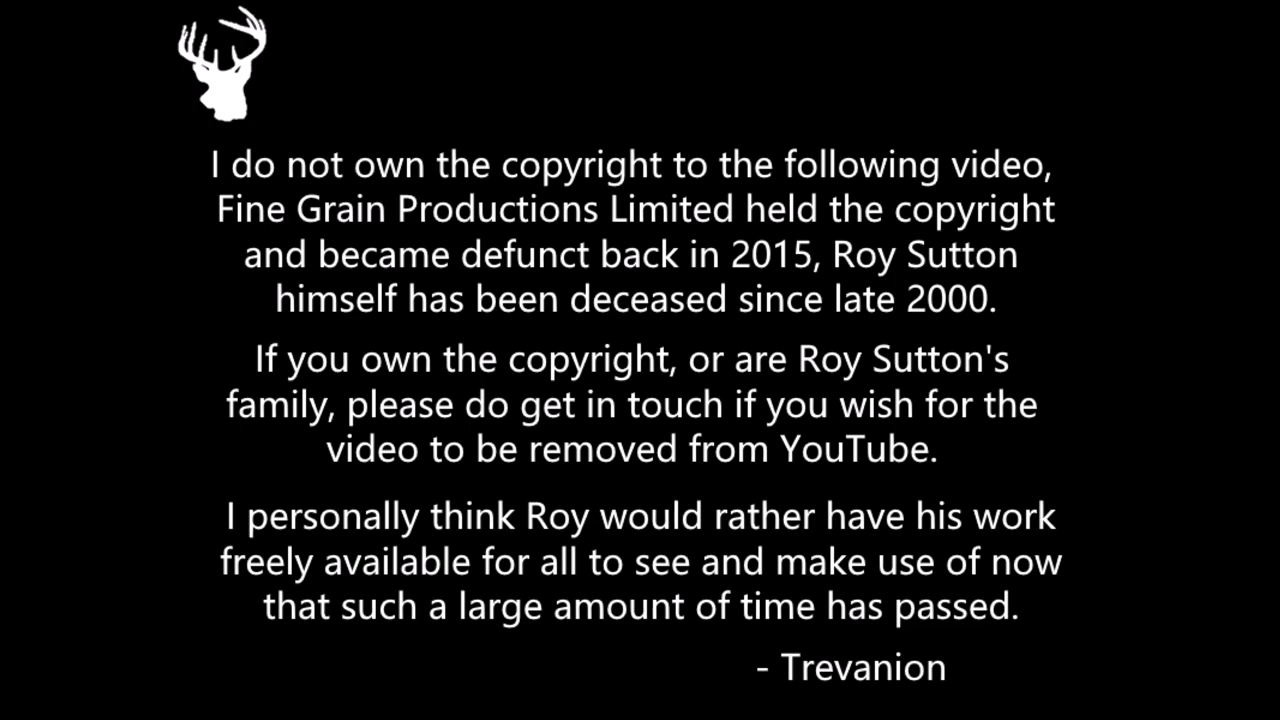 I do not own the copyright to the following video,
Fine Grain Productions Limited held the copyright
and became defunct back in 2015, Roy Sutton
himself has been deceased since late 2000.
If you own the copyright, or are Roy Sutton's
family, please do get in touch if you wish for the
video to be removed from YouTube.
I personally think Roy would rather have his work
freely available for all to see and make use of now
that such a large amount of time has passed.
- Trevanion